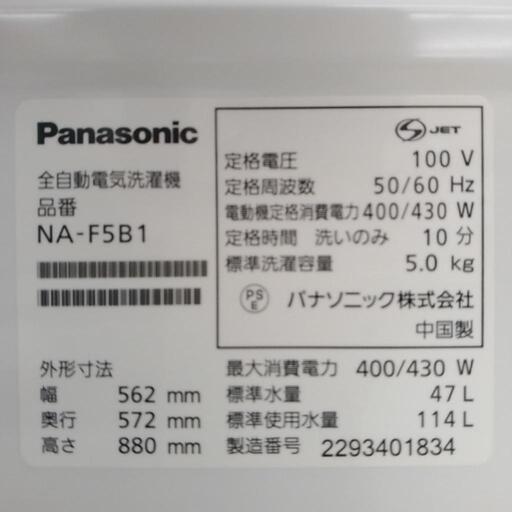 Panasonic
全自動電気洗濯機
品番
NA-F5B1
外形寸法
幅 562 mm
奥行 572 mm
高さ 880 mm
S JET
定格電圧 100 V
定格周波数 50/60 Hz
電動機定格消費電力 400/430 W
定格時間 洗いのみ 10 分
標準洗濯容量 5.0 kg
PS
E パナソニック株式会社
中国製
最大消費電力 400/430 W
標準水量 47 L
標準使用水量 114 L
製造番号 2293401834